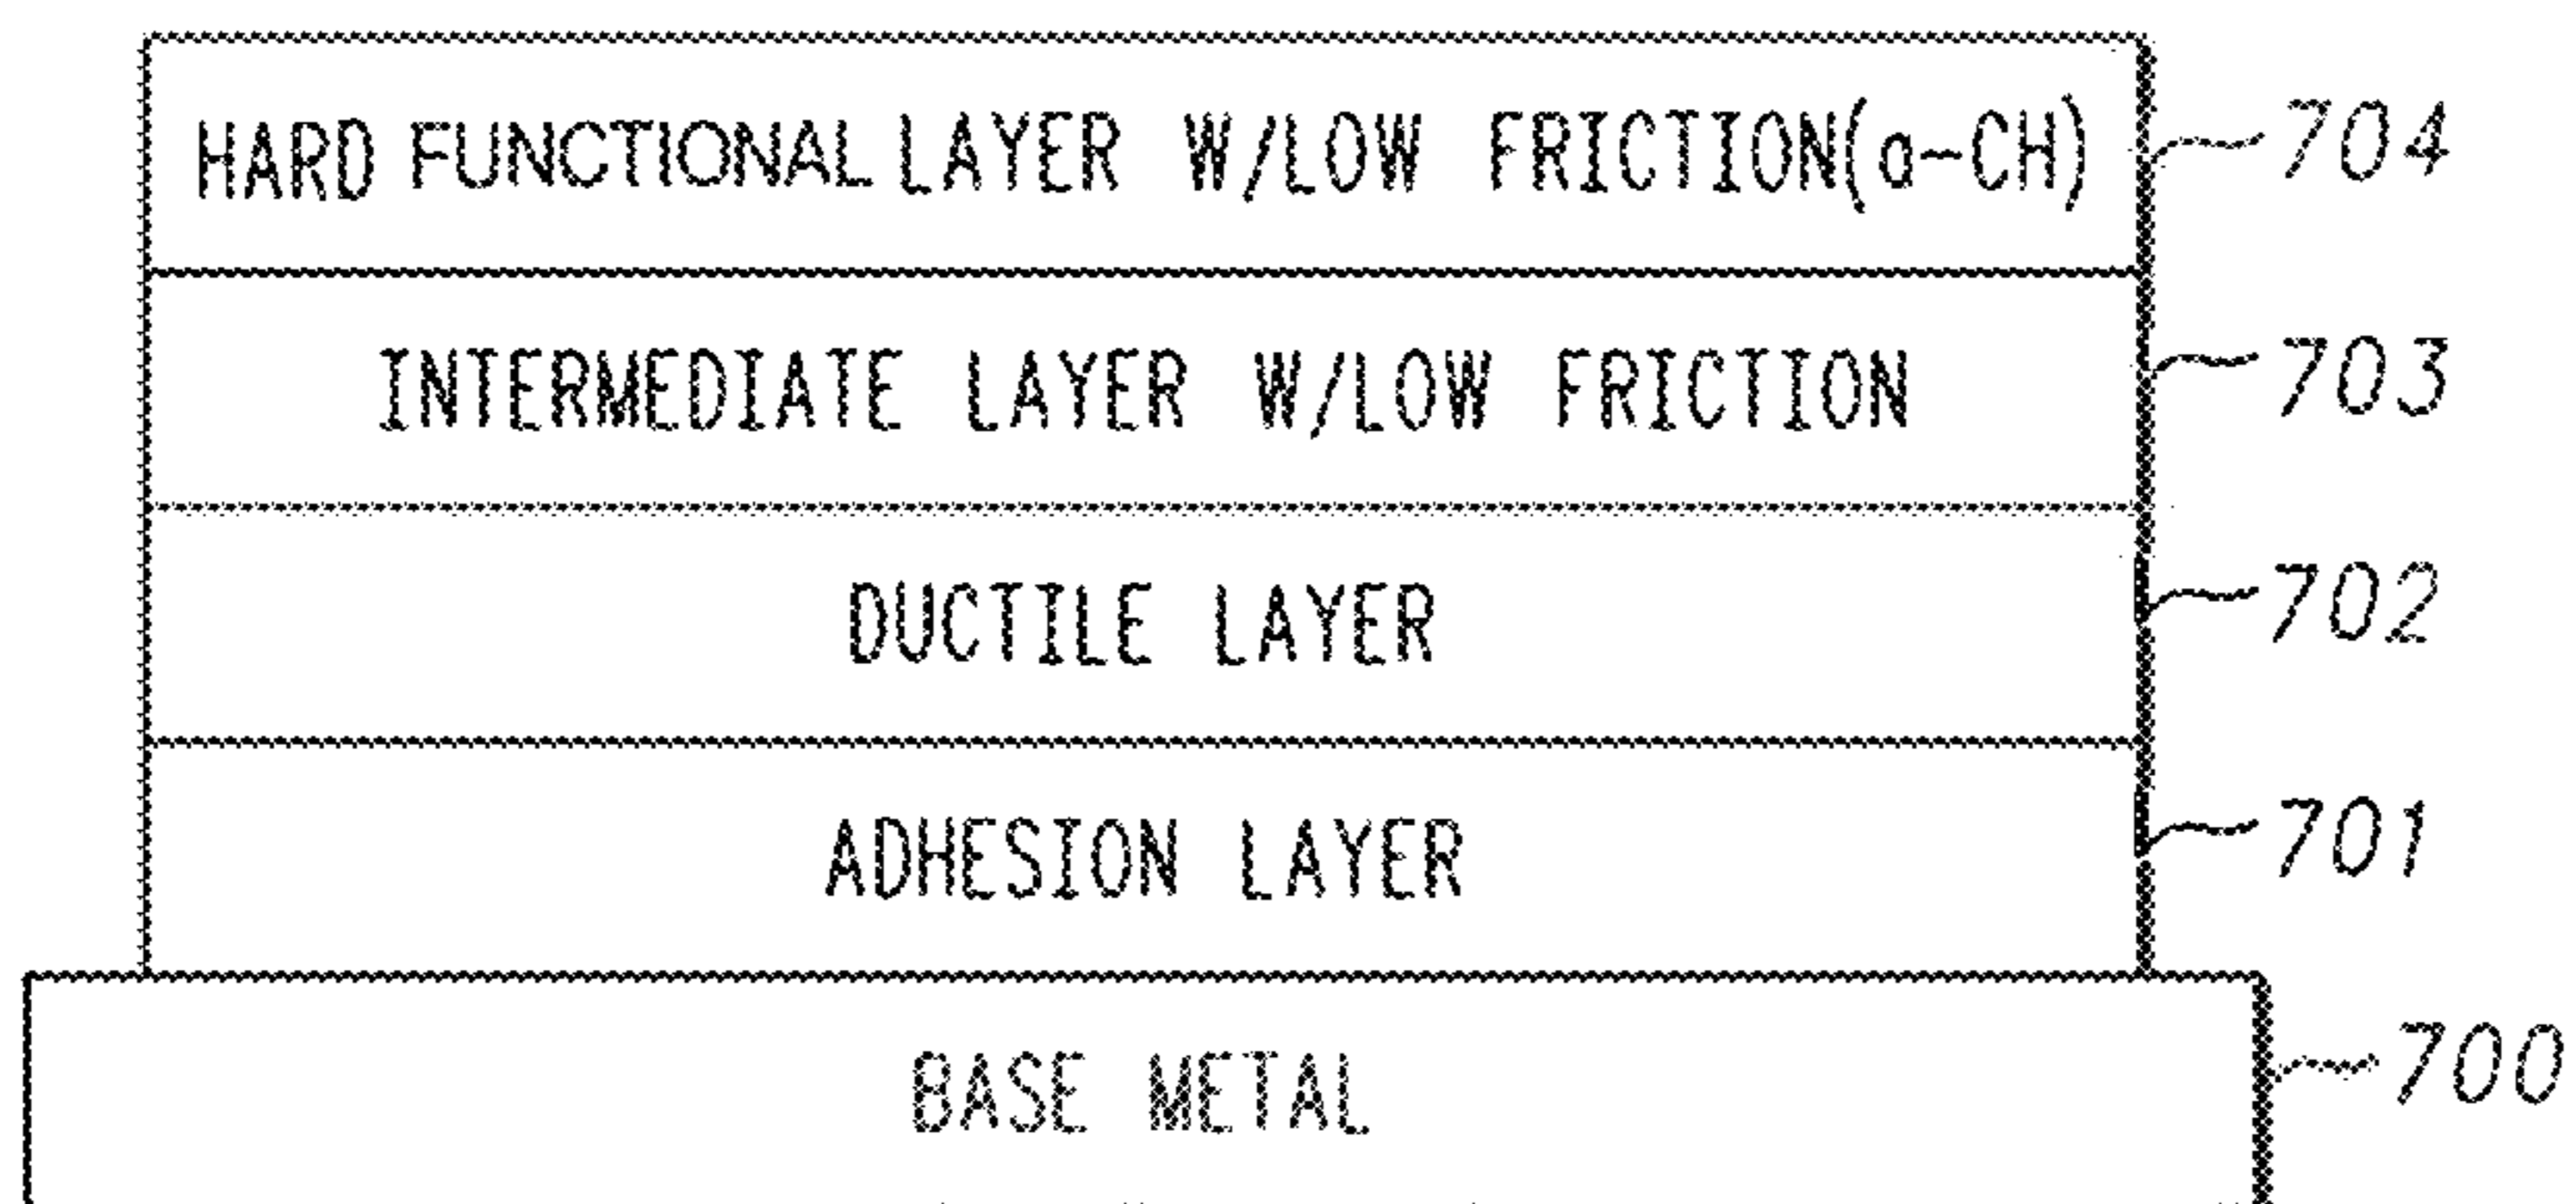 HARD FUNCTIONAL LAYER W/LOW FRICTION(a-CH) 704
INTERMEDIATE LAYER W/LOW FRICTION 703
DUCTILE LAYER 702
ADHESION LAYER 701
BASE METAL 700